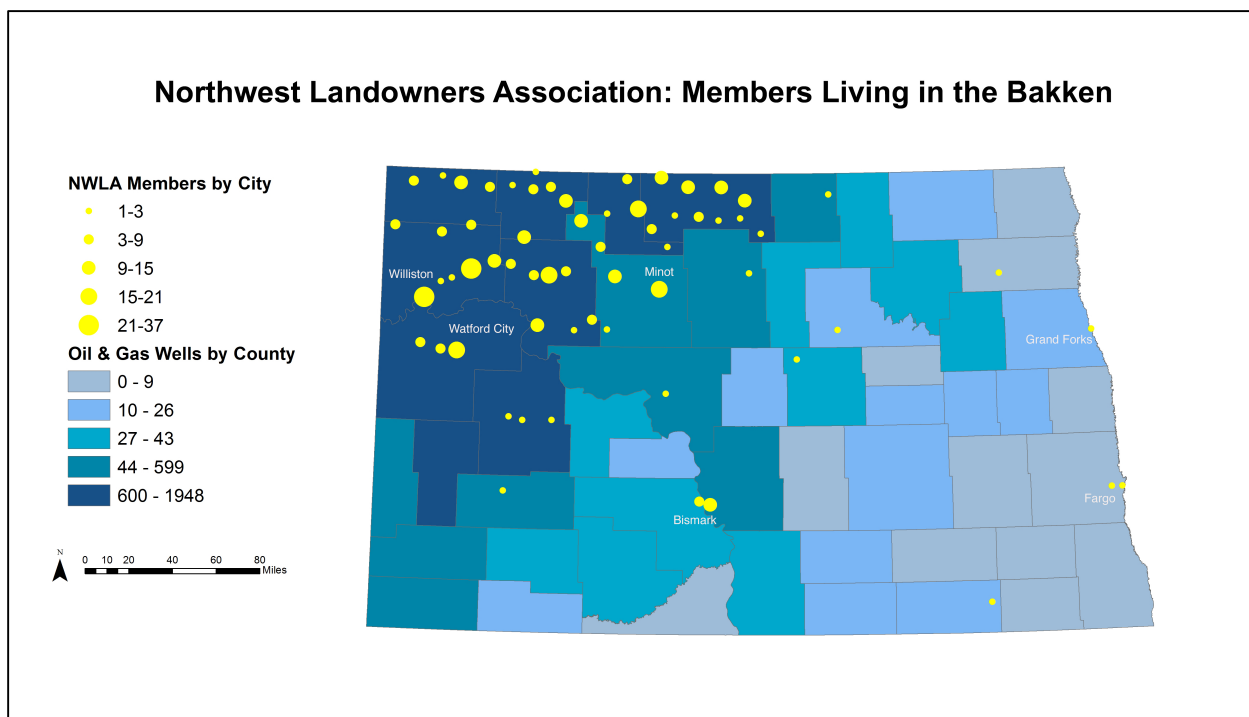 Northwest Landowners Association: Members Living in the Bakken
NWLA Members by City
1-3
3-9
9-15
15-21
21-37
Oil & Gas Wells by County
0 - 9
10 - 26
27 - 43
44 - 599
600 - 1948
N
0 10 20 40 60 80
Miles
Williston
Minot
Watford City
Grand Forks
Fargo
Bismark